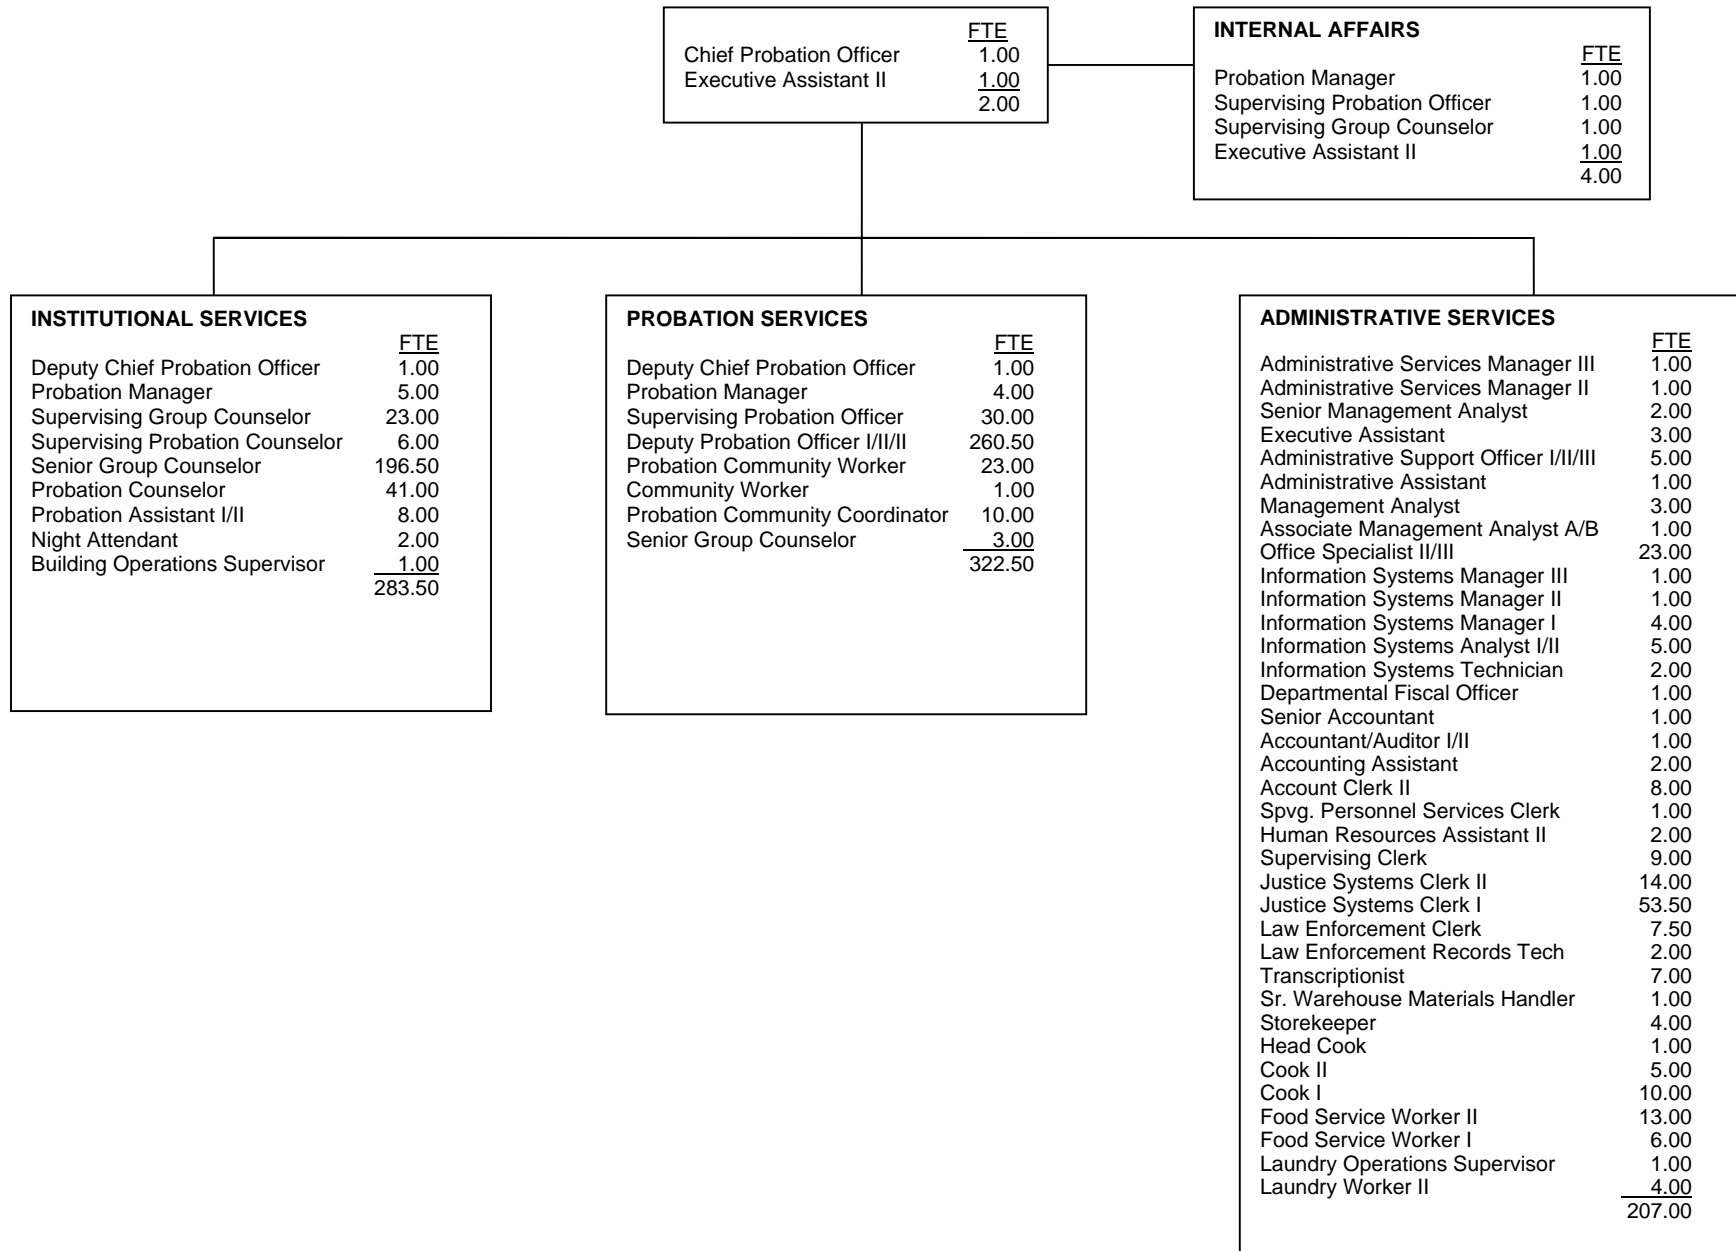 FTE
Chief Probation Officer 1.00
Executive Assistant II 1.00
2.00
INTERNAL AFFAIRS
FTE
Probation Manager 1.00
Supervising Probation Officer 1.00
Supervising Group Counselor 1.00
Executive Assistant II 1.00
4.00
INSTITUTIONAL SERVICES
FTE
Deputy Chief Probation Officer 1.00
Probation Manager 5.00
Supervising Group Counselor 23.00
Supervising Probation Counselor 6.00
Senior Group Counselor 196.50
Probation Counselor 41.00
Probation Assistant I/II 8.00
Night Attendant 2.00
Building Operations Supervisor 1.00
283.50
PROBATION SERVICES
FTE
Deputy Chief Probation Officer 1.00
Probation Manager 4.00
Supervising Probation Officer 30.00
Deputy Probation Officer I/II/II 260.50
Probation Community Worker 23.00
Community Worker 1.00
Probation Community Coordinator 10.00
Senior Group Counselor 3.00
322.50
ADMINISTRATIVE SERVICES
FTE
Administrative Services Manager III 1.00
Administrative Services Manager II 1.00
Senior Management Analyst 2.00
Executive Assistant 3.00
Administrative Support Officer I/II/III 5.00
Administrative Assistant 1.00
Management Analyst 3.00
Associate Management Analyst A/B 1.00
Office Specialist II/III 23.00
Information Systems Manager III 1.00
Information Systems Manager II 1.00
Information Systems Manager I 4.00
Information Systems Analyst I/II 5.00
Information Systems Technician 2.00
Departmental Fiscal Officer 1.00
Senior Accountant 1.00
Accountant/Auditor I/II 1.00
Accounting Assistant 2.00
Account Clerk II 8.00
Spvg. Personnel Services Clerk 1.00
Human Resources Assistant II 2.00
Supervising Clerk 9.00
Justice Systems Clerk II 14.00
Justice Systems Clerk I 53.50
Law Enforcement Clerk 7.50
Law Enforcement Records Tech 2.00
Transcriptionist 7.00
Sr. Warehouse Materials Handler 1.00
Storekeeper 4.00
Head Cook 1.00
Cook II 5.00
Cook I 10.00
Food Service Worker II 13.00
Food Service Worker I 6.00
Laundry Operations Supervisor 1.00
Laundry Worker II 4.00
207.00